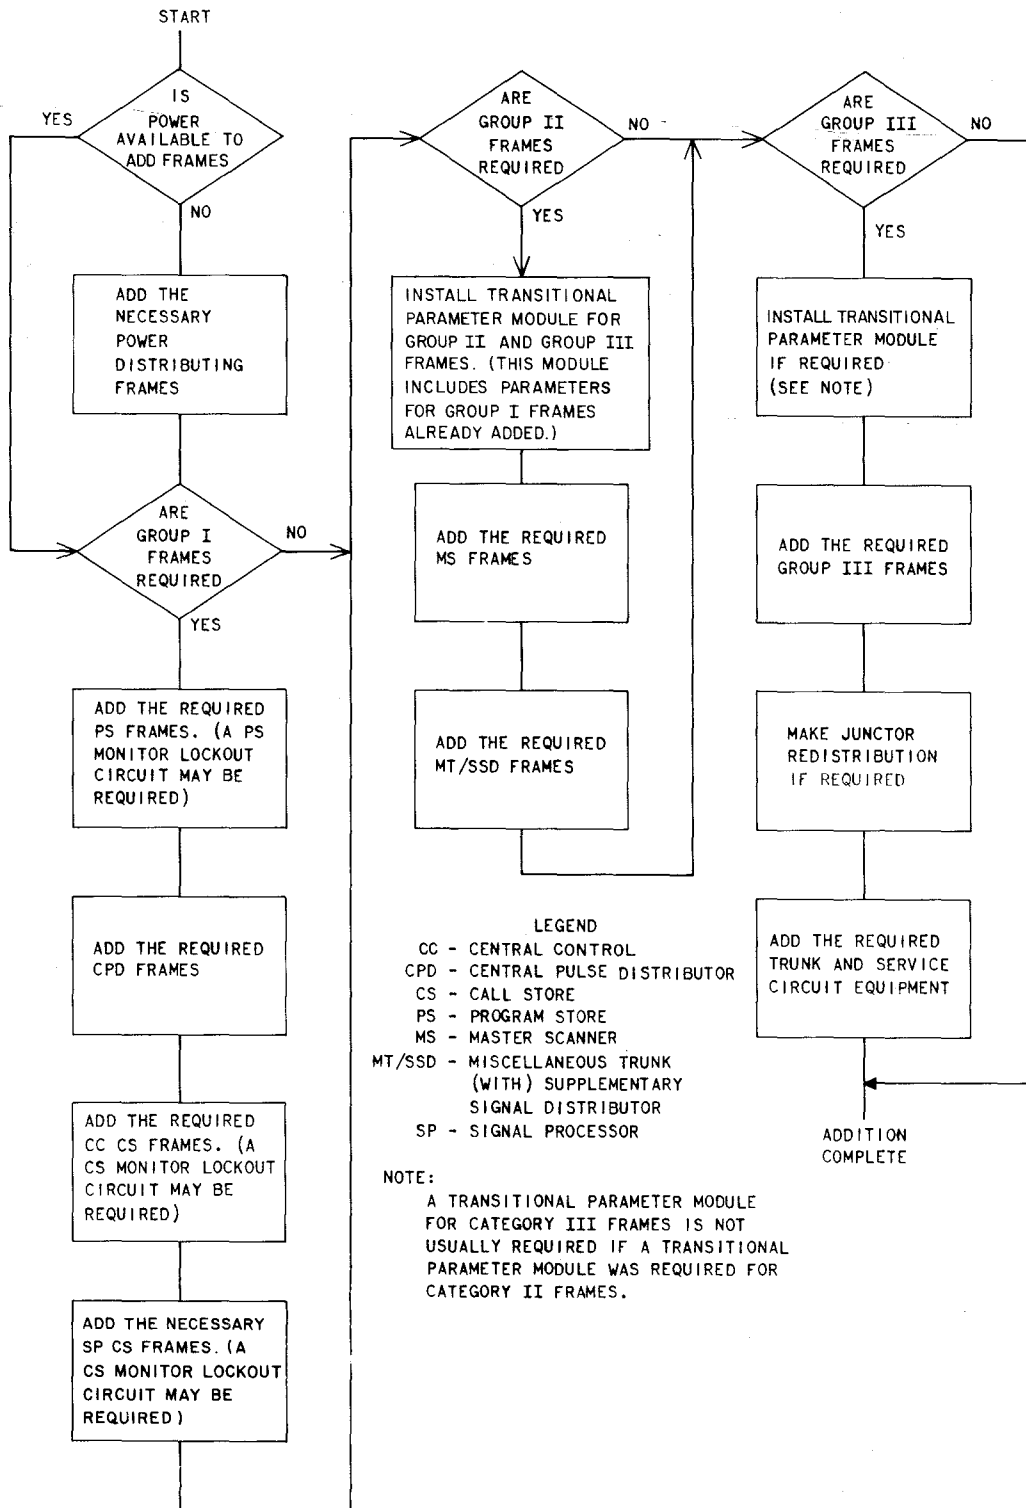 START
IS
POWER
AVAILABLE TO
ADD FRAMES
YES
NO
ADD THE
NECESSARY
POWER
DISTRIBUTING
FRAMES
ARE
GROUP I
FRAMES
REQUIRED
NO
YES
ADD THE REQUIRED
PS FRAMES. (A PS
MONITOR LOCKOUT
CIRCUIT MAY BE
REQUIRED)
ADD THE REQUIRED
CPD FRAMES
ADD THE REQUIRED
CC CS FRAMES. (A
CS MONITOR LOCKOUT
CIRCUIT MAY BE
REQUIRED)
ADD THE NECESSARY
SP CS FRAMES. (A
CS MONITOR LOCKOUT
CIRCUIT MAY BE
REQUIRED)
ARE
GROUP II
FRAMES
REQUIRED
NO
YES
INSTALL TRANSITIONAL
PARAMETER MODULE FOR
GROUP II AND GROUP III
FRAMES. (THIS MODULE
INCLUDES PARAMETERS
FOR GROUP I FRAMES
ALREADY ADDED.)
ADD THE REQUIRED
MS FRAMES
ADD THE REQUIRED
MT/SSD FRAMES
ARE
GROUP III
FRAMES
REQUIRED
NO
YES
INSTALL TRANSITIONAL
PARAMETER MODULE
IF REQUIRED
(SEE NOTE)
ADD THE REQUIRED
GROUP III FRAMES
MAKE JUNCTOR
REDISTRIBUTION
IF REQUIRED
ADD THE REQUIRED
TRUNK AND SERVICE
CIRCUIT EQUIPMENT
ADDITION
COMPLETE
LEGEND
CC - CENTRAL CONTROL
CPD - CENTRAL PULSE DISTRIBUTOR
CS - CALL STORE
PS - PROGRAM STORE
MS - MASTER SCANNER
MT/SSD - MISCELLANEOUS TRUNK
(WITH) SUPPLEMENTARY
SIGNAL DISTRIBUTOR
SP - SIGNAL PROCESSOR
NOTE:
A TRANSITIONAL PARAMETER MODULE
FOR CATEGORY III FRAMES IS NOT
USUALLY REQUIRED IF A TRANSITIONAL
PARAMETER MODULE WAS REQUIRED FOR
CATEGORY II FRAMES.